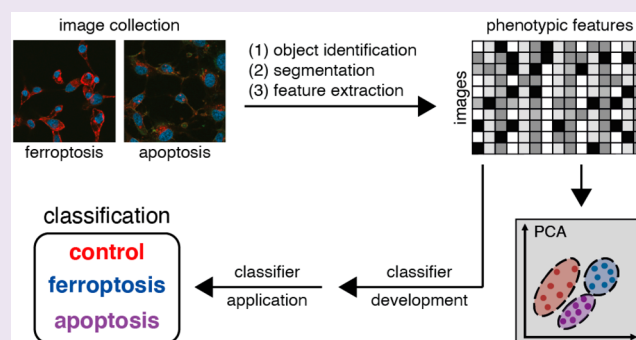 image collection
ferroptosis
apoptosis
(1) object identification
(2) segmentation
(3) feature extraction
phenotypic features
images
PCA
classifier
development
classifier
application
classification
control
ferroptosis
apoptosis